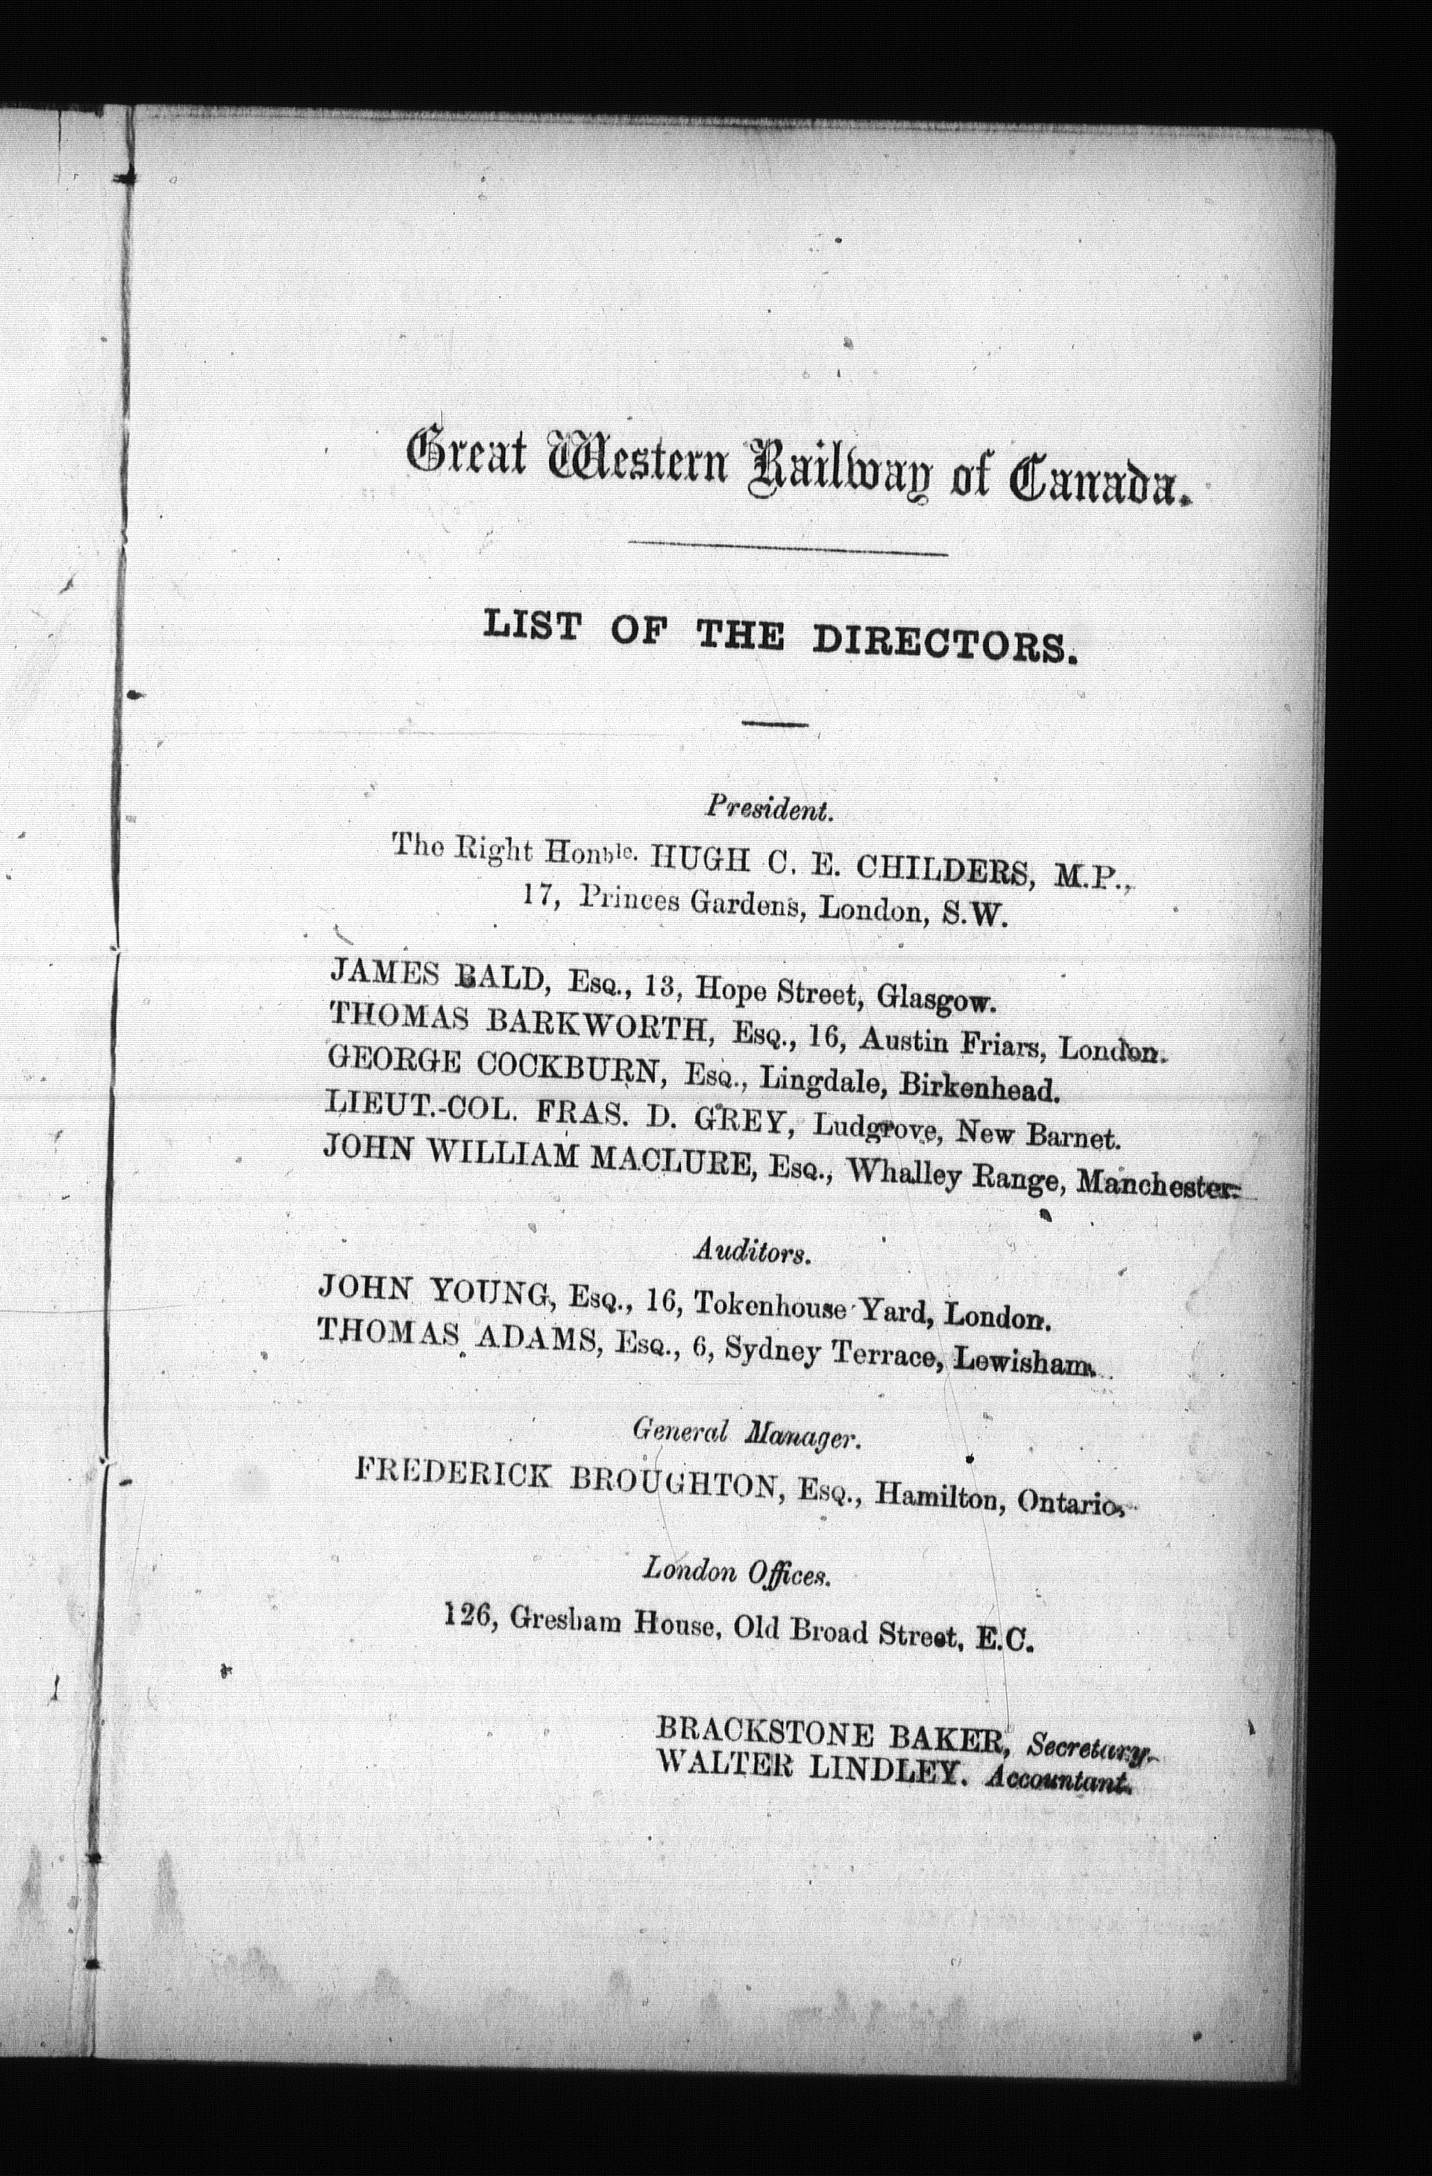 Great Western Railway of Canada.
LIST OF THE DIRECTORS.
President.
The Right Honble. HUGH C. E. CHILDERS, M.P.,
17, Princes Gardens, London, S.W.
JAMES BALD, Esq., 13, Hope Street, Glasgow.
THOMAS BARKWORTH, Esq., 16, Austin Friars, London.
GEORGE COCKBURN, Esq., Lingdale, Birkenhead.
LIEUT.-COL. FRAS. D. GREY, Ludgrove, New Barnet.
JOHN WILLIAM MACLURE, Esq., Whalley Range, Manchester.
Auditors.
JOHN YOUNG, Esq., 16, Tokenhouse Yard, London.
THOMAS ADAMS, Esq., 6, Sydney Terrace, Lewisham.
General Manager.
FREDERICK BROUGHTON, Esq., Hamilton, Ontario.
London Offices.
126, Gresham House, Old Broad Street, E.C.
BRACKSTONE BAKER, Secretary.
WALTER LINDLEY. Accountant.